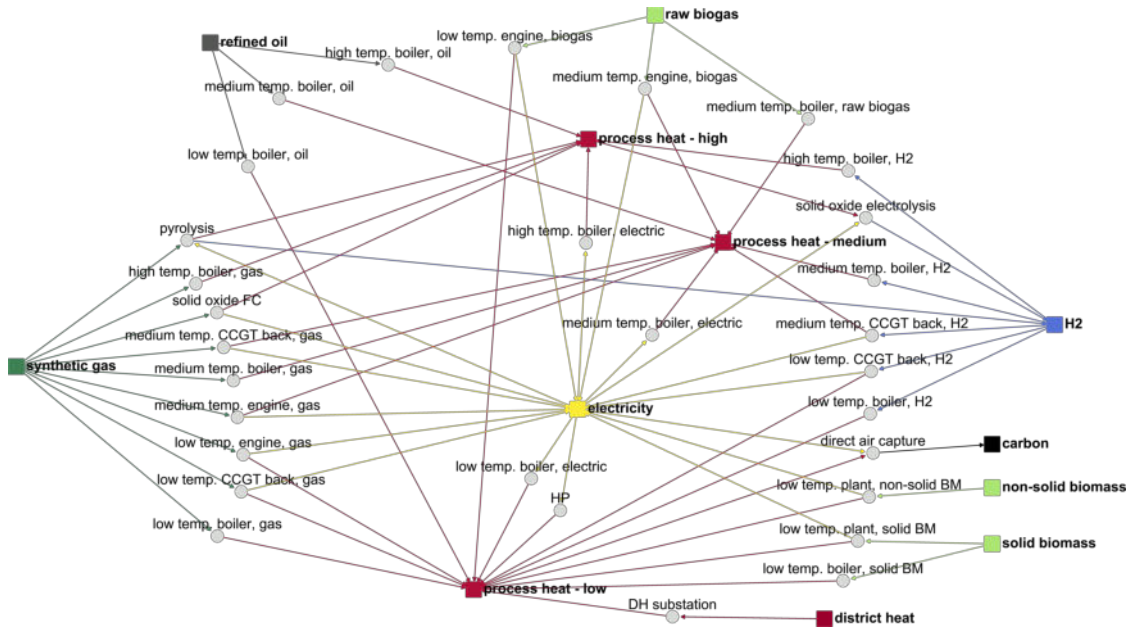 raw biogas
low temp. engine, biogas
refined oil
high temp. boiler, oil
medium temp. engine, biogas
medium temp. boiler, oil
medium temp. boiler, raw biogas
process heat - high
low temp. boiler, oil
high temp. boiler, H2
solid oxide electrolysis
pyrolysis
high temp. boiler, electric
process heat - medium
high temp. boiler, gas
medium temp. boiler, H2
solid oxide FC
medium temp. CCGT back, gas
medium temp. boiler, electric
medium temp. CCGT back, H2
H2
synthetic gas
low temp. CCGT back, H2
medium temp. boiler, gas
medium temp. engine, gas
electricity
low temp. boiler, H2
low temp. engine, gas
direct air capture
carbon
low temp. boiler, electric
low temp. CCGT back, gas
low temp. plant, non-solid BM
non-solid biomass
HP
low temp. boiler, gas
low temp. plant, solid BM
solid biomass
low temp. boiler, solid BM
process heat - low
DH substation
district heat